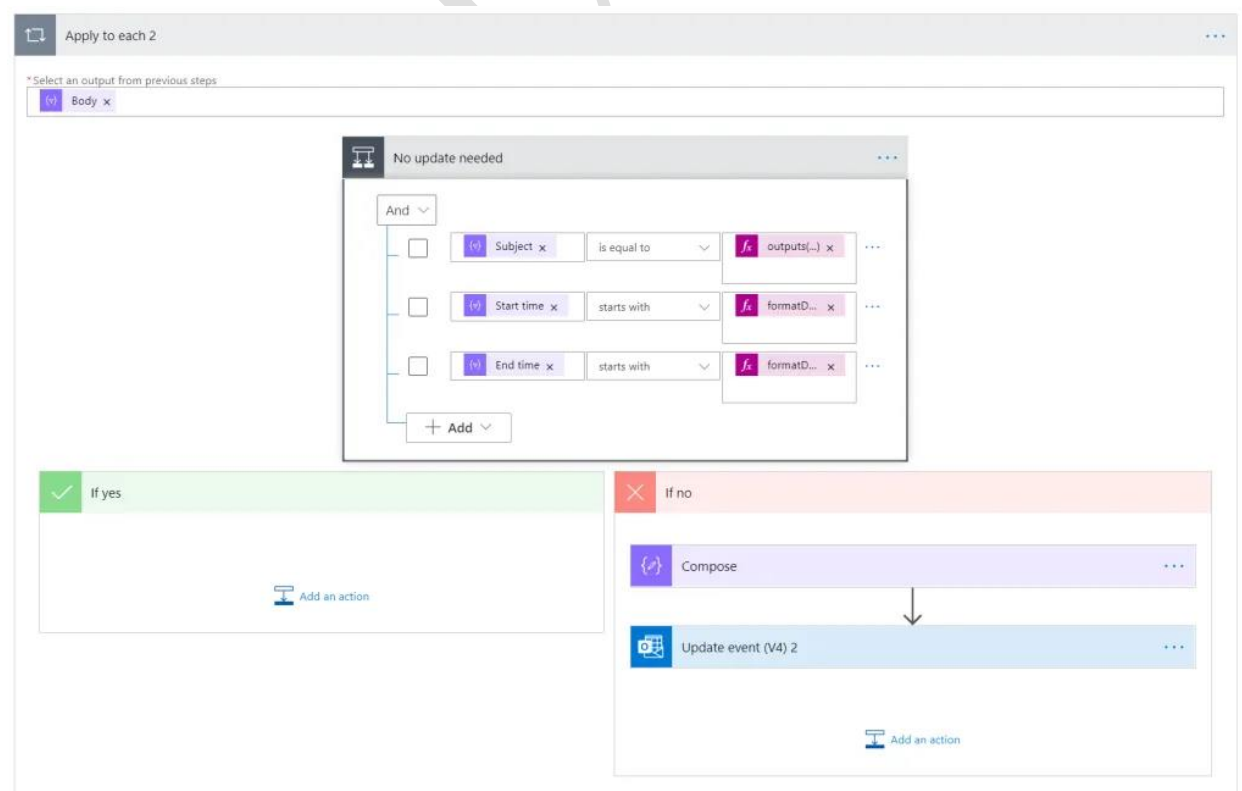 Apply to each 2
*Select an output from previous steps
Body
No update needed
And
Subject is equal to outputs(...)
Start time starts with formatD...
End time starts with formatD...
Add
If yes
Add an action
If no
Compose
Update event (V4) 2
Add an action